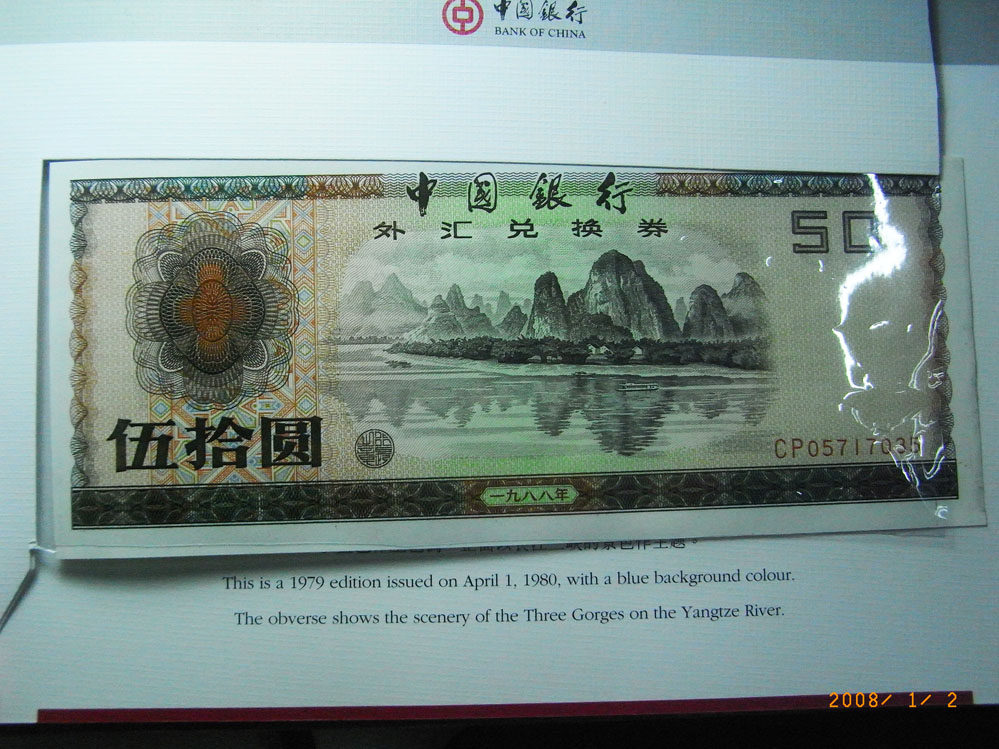 中國銀行
BANK OF CHINA
中國銀行
外汇兑换券
50
伍拾圆
CP05717035
一九八八年
This is a 1979 edition issued on April 1, 1980, with a blue background colour.
The obverse shows the scenery of the Three Gorges on the Yangtze River.
2008/ 1/ 2